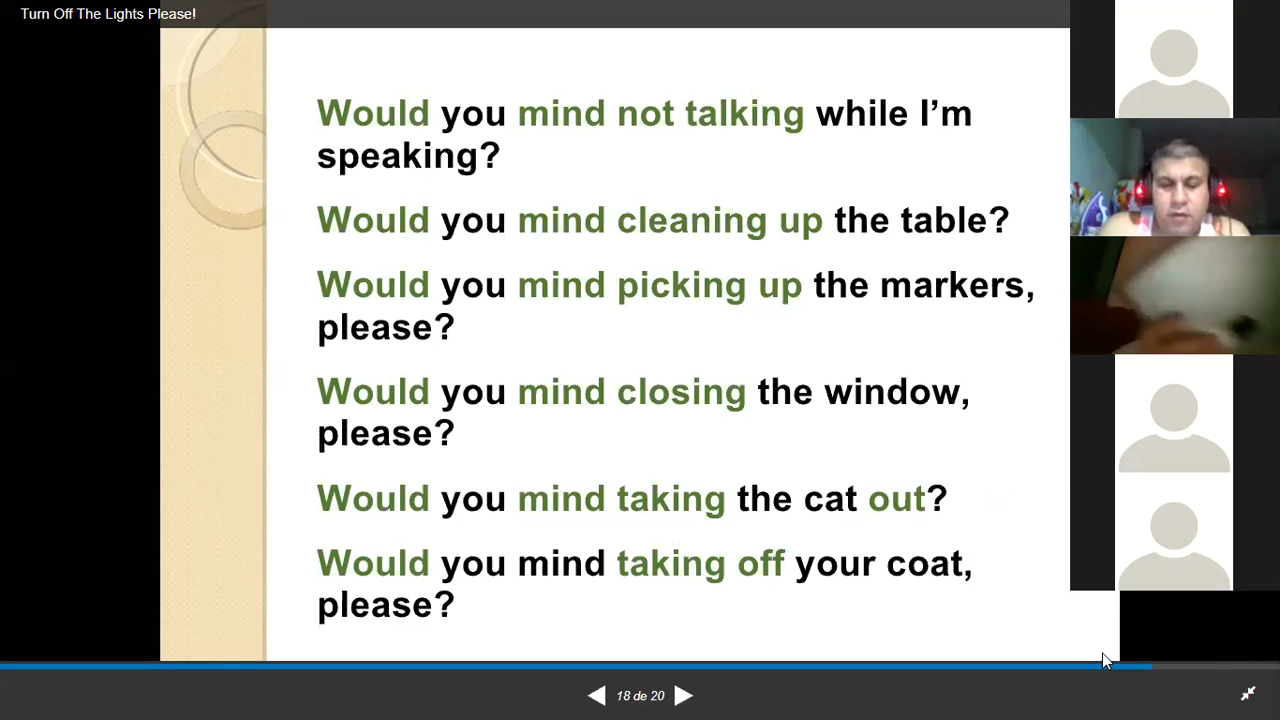 Turn Off The Lights Please!
Would you mind not talking while I’m
speaking?
Would you mind cleaning up the table?
Would you mind picking up the markers,
please?
Would you mind closing the window,
please?
Would you mind taking the cat out?
Would you mind taking off your coat,
please?
18 de 20